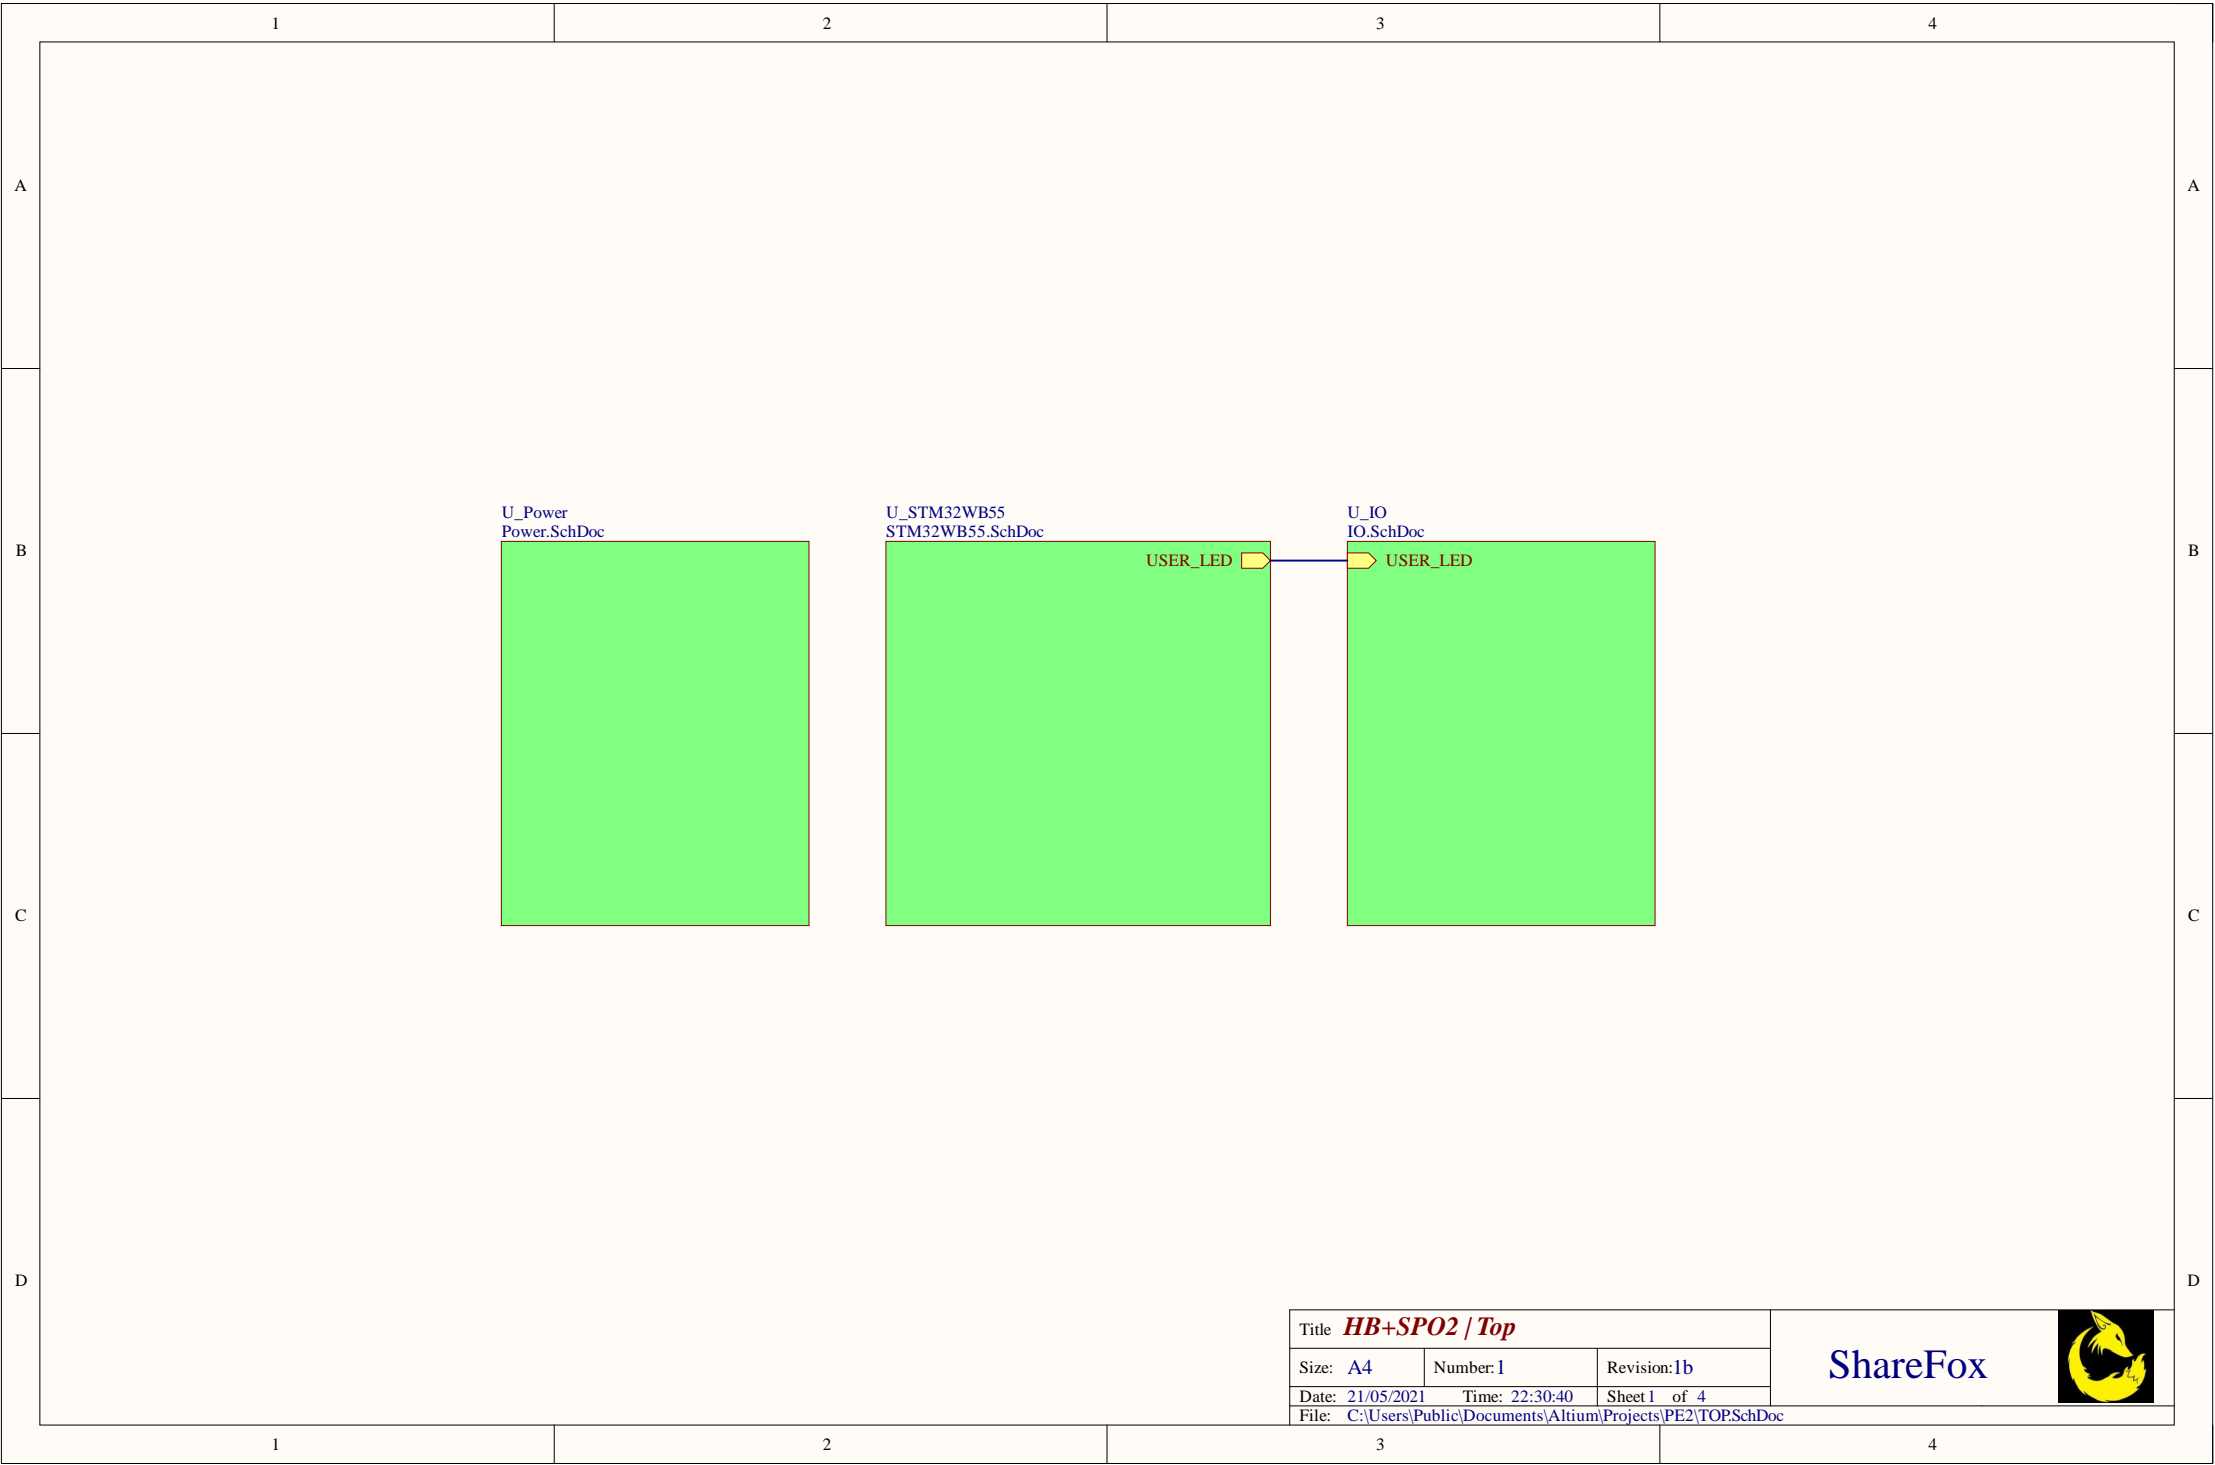 1 2 3 4
A A
U_Power U_STM32WB55 U_IO
Power.SchDoc STM32WB55.SchDoc IO.SchDoc
B B
USER_LED USER_LED
C C
D D
Title HB+SPO2 / Top
ShareFox
Size: A4 Number: 1 Revision: 1b
Date: 21/05/2021 Time: 22:30:40 Sheet 1 of 4
File: C:\Users\Public\Documents\Altium\Projects\PE2\TOP.SchDoc
1 2 3 4